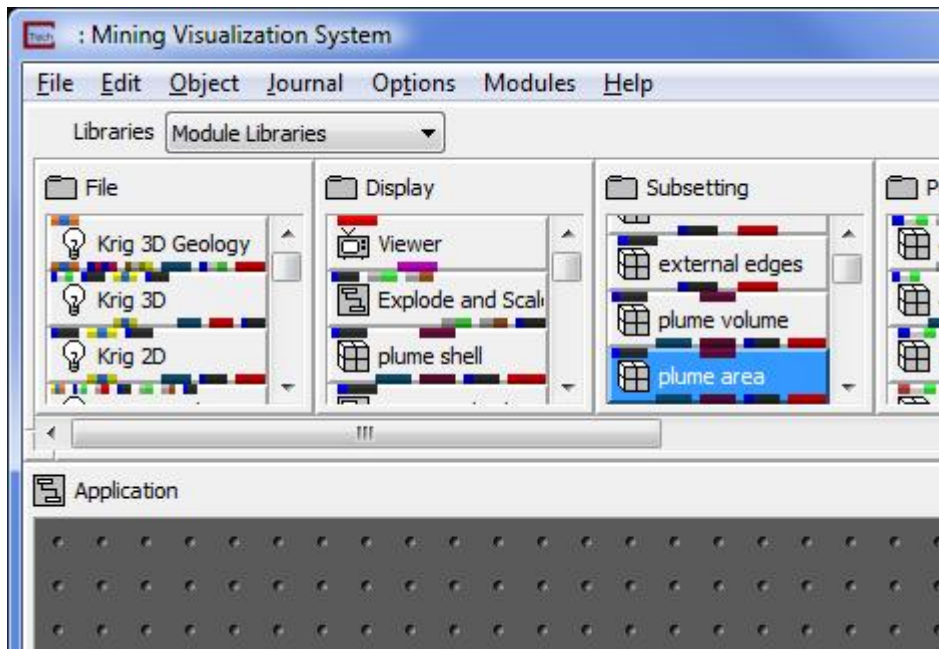 Tech : Mining Visualization System
File Edit Object Journal Options Modules Help
Libraries Module Libraries
File Display Subsetting P
Krig 3D Geology Viewer external edges
Krig 3D Explode and Scal plume volume
Krig 2D plume shell plume area
Application